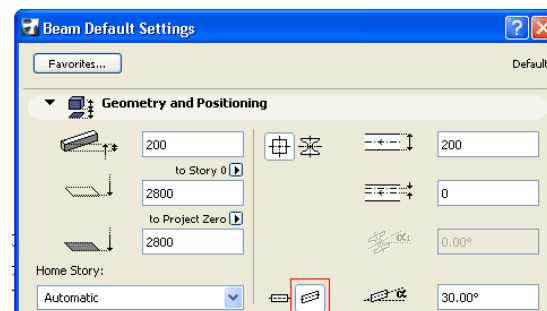 Beam Default Settings
Favorites...
Default
Geometry and Positioning
200
200
to Story 0
2800
0
to Project Zero
2800
α1
0.00°
Home Story:
Automatic
α
30.00°